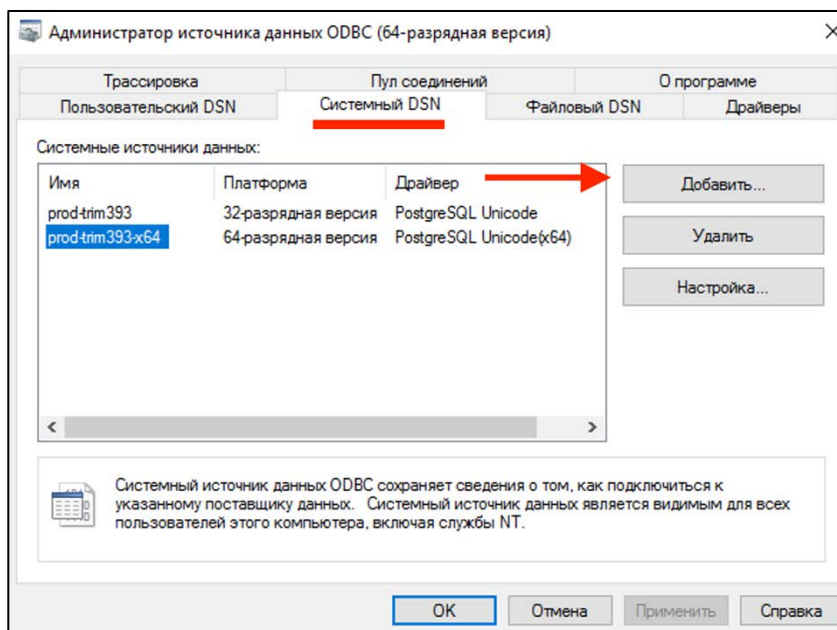 Администратор источника данных ODBC (64-разрядная версия)
Трассировка Пул соединений О программе
Пользовательский DSN Системный DSN Файловый DSN Драйверы
Системные источники данных:
Имя Платформа Драйвер
prod-trim393 32-разрядная версия PostgreSQL Unicode
prod-trim393-x64 64-разрядная версия PostgreSQL Unicode(x64)
Добавить...
Удалить
Настройка...
Системный источник данных ODBC сохраняет сведения о том, как подключиться к
указанному поставщику данных. Системный источник данных является видимым для всех
пользователей этого компьютера, включая службы NT.
OK Отмена Применить Справка